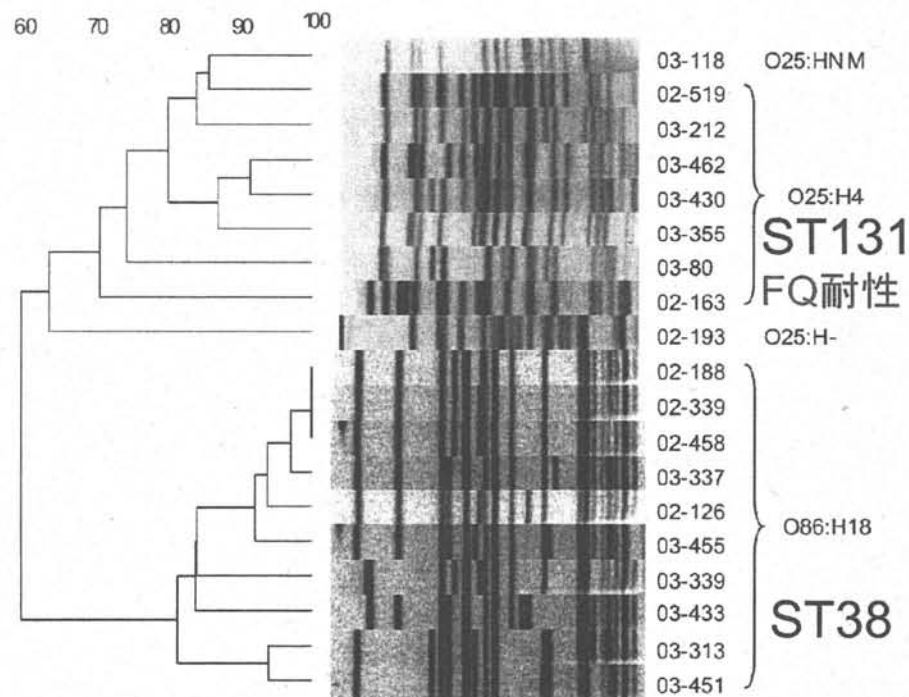 60 70 80 90 100
03-118 O25:HNM
02-519
03-212
03-462
03-430 O25:H4
03-355 ST131
03-80
02-163 FQ耐性
02-193 O25:H-
02-188
02-339
02-458
03-337
02-126
03-455 O86:H18
03-339
03-433 ST38
03-313
03-451